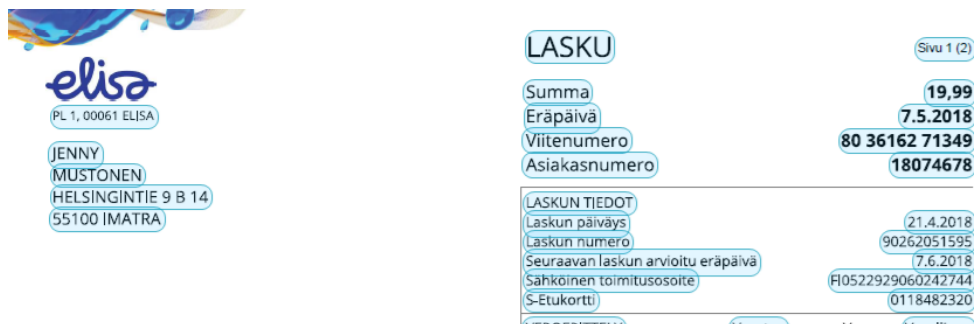 elisa
PL 1, 00061 ELISA
JENNY
MUSTONEN
HELSINGINTIE 9 B 14
55100 IMATRA
LASKU Sivu 1 (2)
Summa 19,99
Eräpäivä 7.5.2018
Viitenumero 80 36162 71349
Asiakasnumero 18074678
LASKUN TIEDOT
Laskun päiväys 21.4.2018
Laskun numero 90262051595
Seuraavan laskun arvioitu eräpäivä 7.6.2018
Sähköinen toimitusosoite FI0522929060242744
S-Etukortti 0118482320